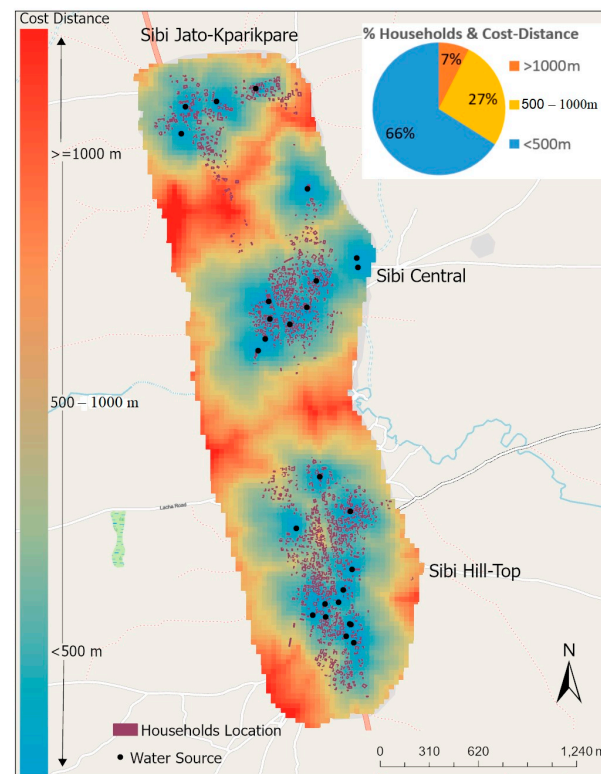 Cost Distance
Sibi Jato-Kparikpare
% Households & Cost-Distance
7%
27%
66%
>1000m
500 – 1000m
<500m
>=1000 m
Sibi Central
500 – 1000 m
Lacha Road
Sibi Hill-Top
<500 m
N
Households Location
Water Source
0 310 620 1,240 m